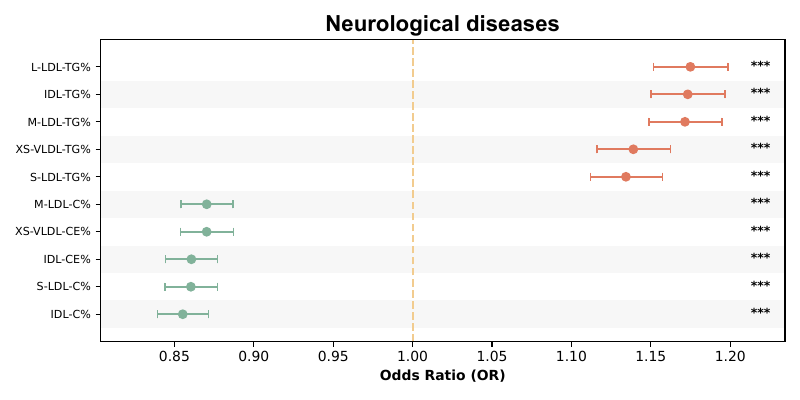 Neurological diseases
L-LDL-TG% ***
IDL-TG% ***
M-LDL-TG% ***
XS-VLDL-TG% ***
S-LDL-TG% ***
M-LDL-C% ***
XS-VLDL-CE% ***
IDL-CE% ***
S-LDL-C% ***
IDL-C% ***
0.85 0.90 0.95 1.00 1.05 1.10 1.15 1.20
Odds Ratio (OR)